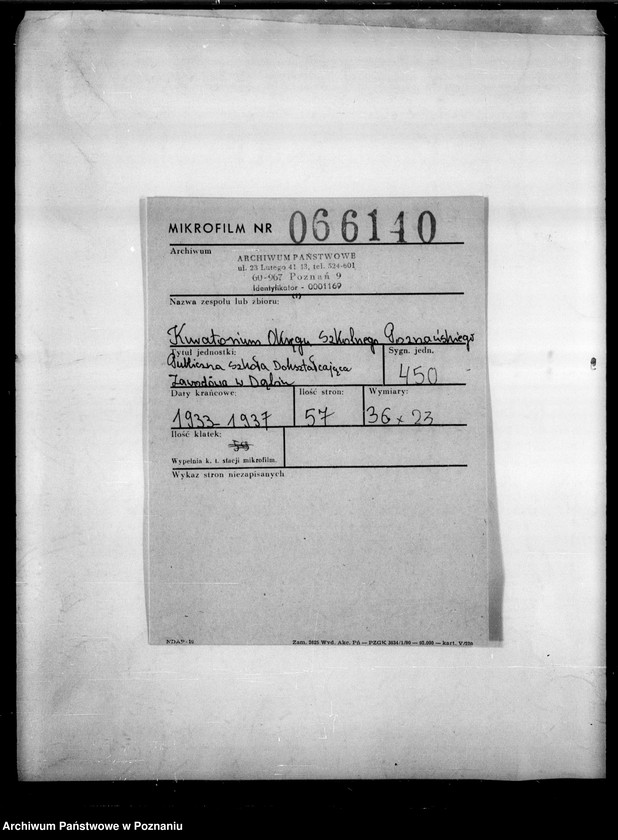 MIKROFILM NR 066140
Archiwum
ARCHIWUM PAŃSTWOWE
ul. 23 Lutego 41 43, tel. 524-601
60-967 Poznań 9
Identyfikator - 0001169
Nazwa zespołu lub zbioru:
Kuratorium Okręgu Szkolnego Poznańskiego
Tytuł jednostki:
Publiczna Szkoła Dokształcająca
Zawodowa w Dąbiu
Sygn. jedn.
450
Daty krańcowe:
1933-1937
Ilość stron:
57
Wymiary:
36 x 23
Ilość klatek:
Wypełnia k. t. stacji mikrofilm.
Wykaz stron niezapisanych
Archiwum Państwowe w Poznaniu